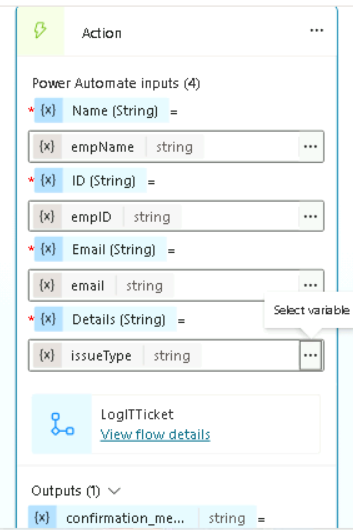 Action
Power Automate inputs (4)
* {x} Name (String) =
{x} empName string
* {x} ID (String) =
{x} empID string
* {x} Email (String) =
{x} email string
Select variable
* {x} Details (String) =
{x} issueType string
LogITTicket
View flow details
Outputs (1)
{x} confirmation_me... string =